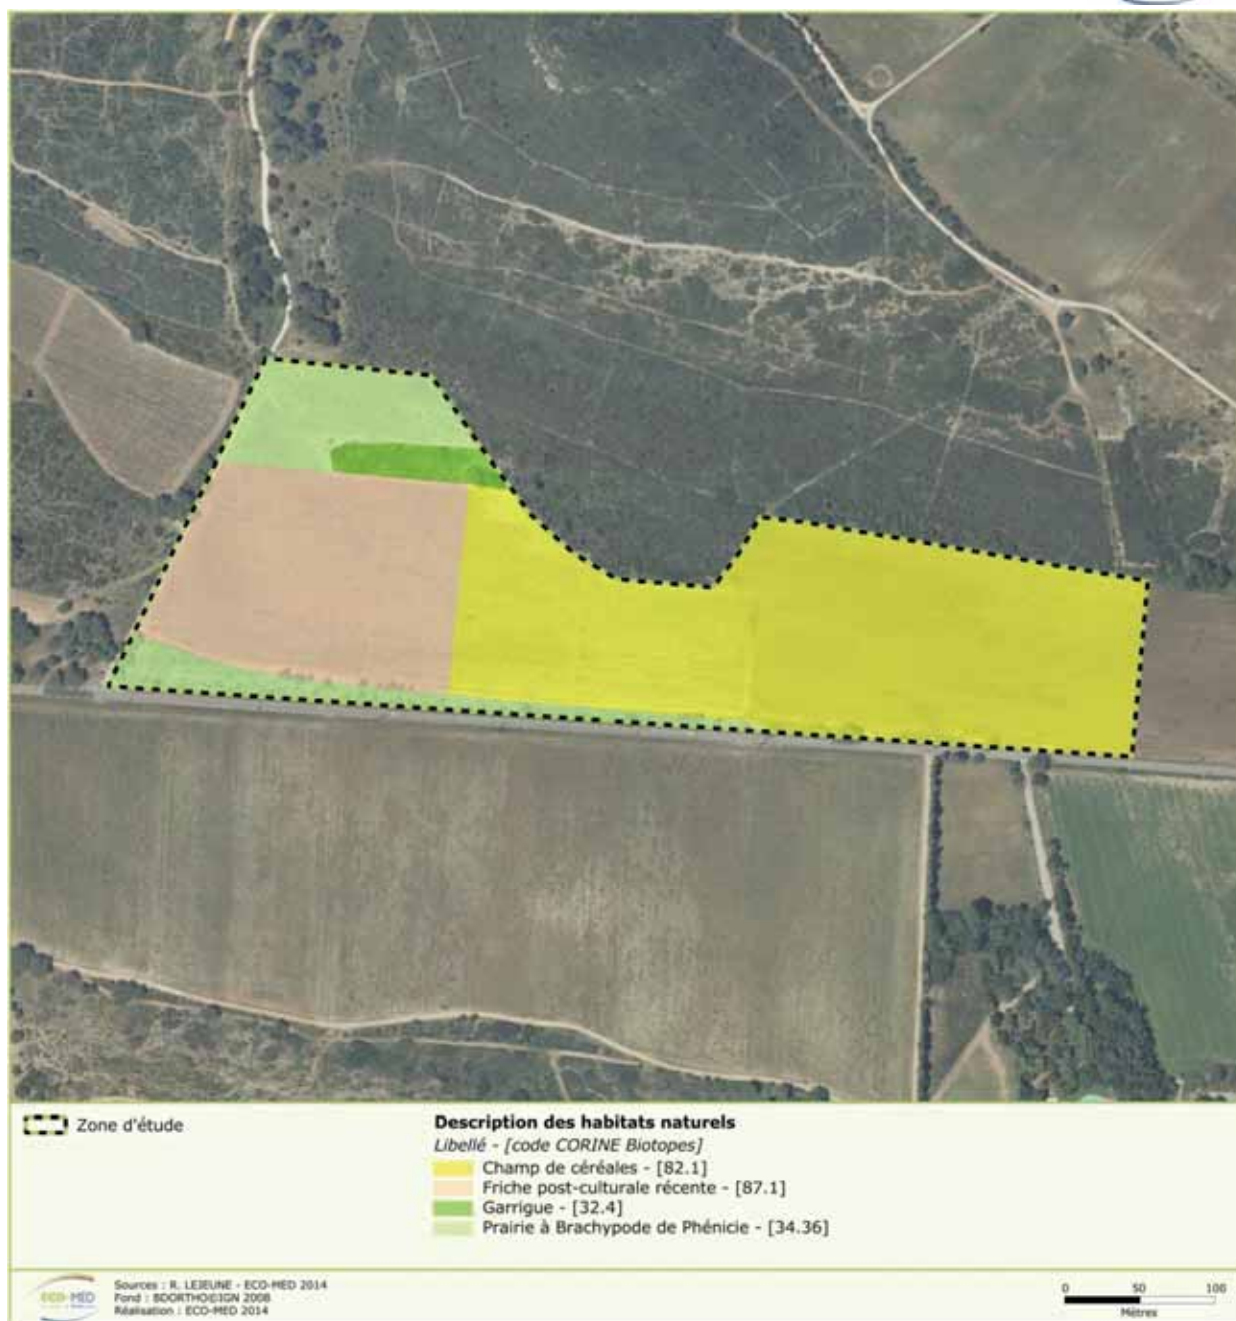 Zone d'étude
Description des habitats naturels
Libellé - [code CORINE Biotopes]
Champ de céréales - [82.1]
Friche post-culturale récente - [87.1]
Garrigue - [32.4]
Prairie à Brachypode de Phénicie - [34.36]
ECO-MED
Sources : R. LEJEUNE - ECO-MED 2014
Fond : BDORTHO©IGN 2008
Réalisation : ECO-MED 2014
0 50 100
Mètres